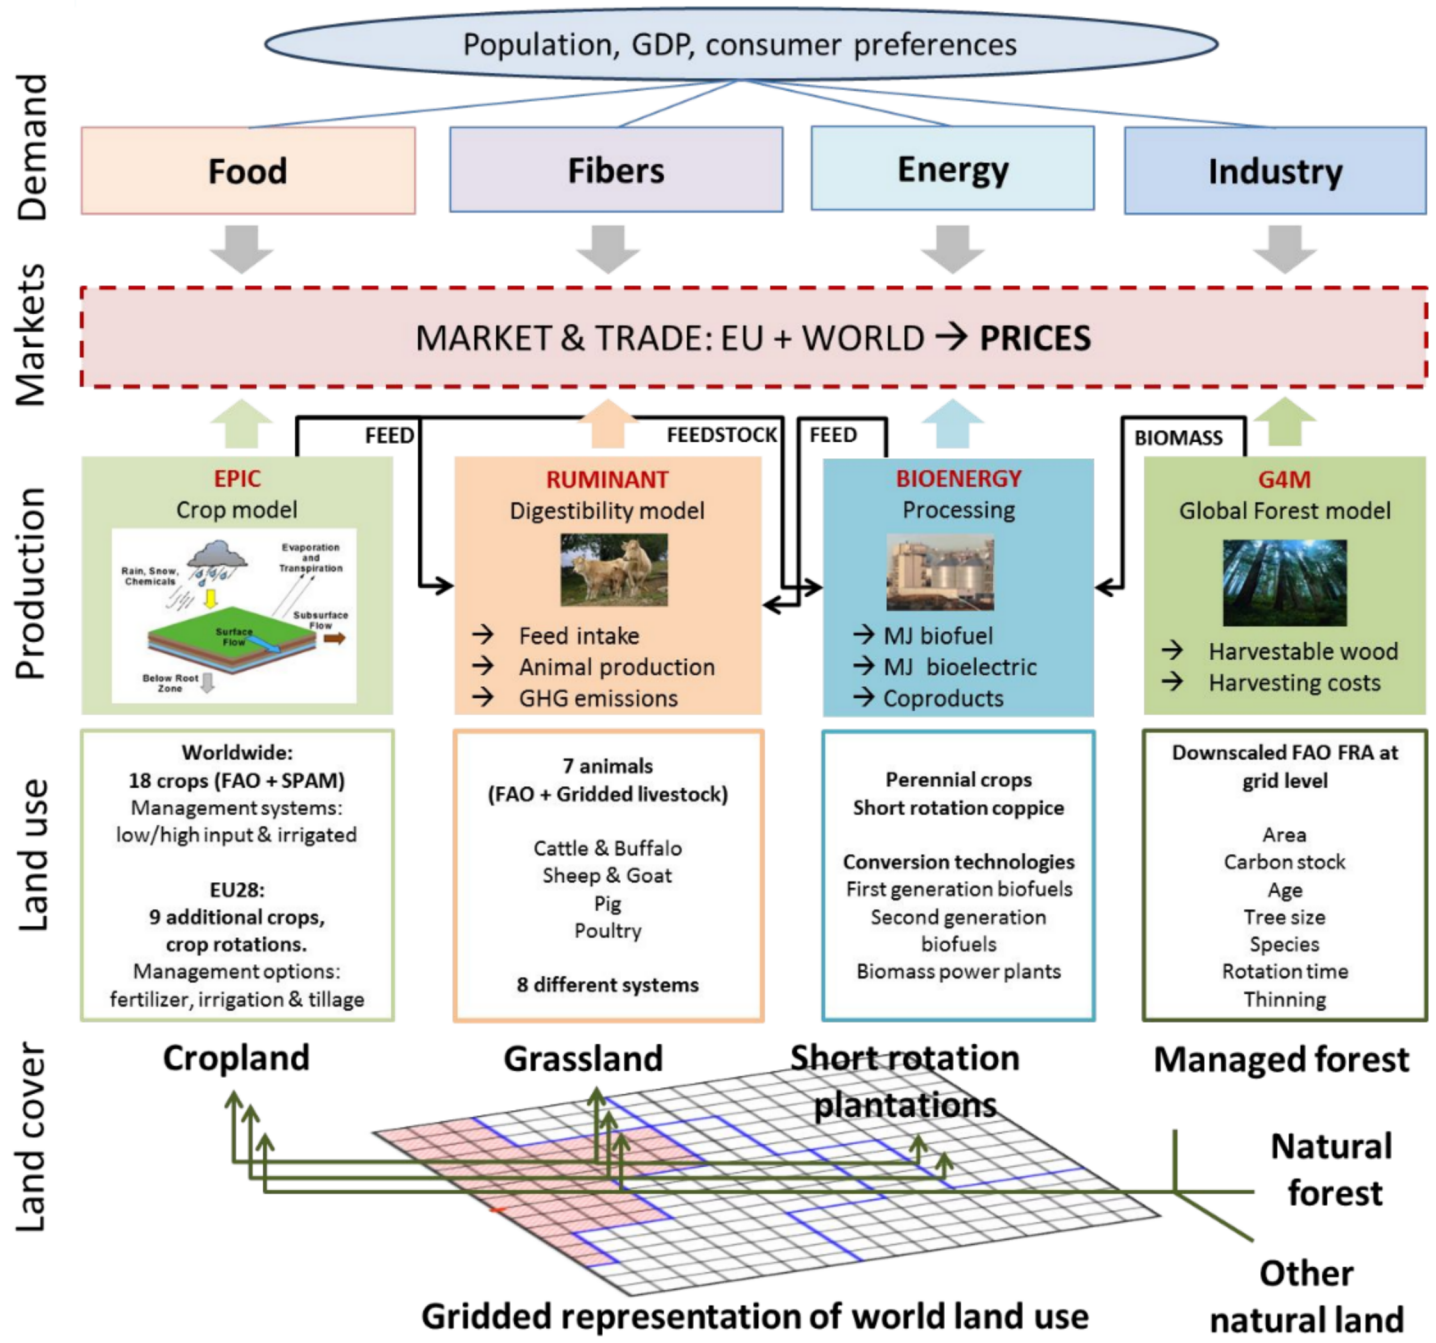 Population, GDP, consumer preferences
Demand
Food
Fibers
Energy
Industry
Markets
MARKET & TRADE: EU + WORLD → PRICES
Production
FEED
FEEDSTOCK
FEED
BIOMASS
EPIC
Crop model
Rain, Snow,
Chemicals
Evaporation
and
Transpiration
Subsurface
Flow
Surface
Flow
Below Root
Zone
RUMINANT
Digestibility model
→ Feed intake
→ Animal production
→ GHG emissions
BIOENERGY
Processing
→ MJ biofuel
→ MJ bioelectric
→ Coproducts
G4M
Global Forest model
→ Harvestable wood
→ Harvesting costs
Land use
Worldwide:
18 crops (FAO + SPAM)
Management systems:
low/high input & irrigated
EU28:
9 additional crops,
crop rotations.
Management options:
fertilizer, irrigation & tillage
7 animals
(FAO + Gridded livestock)
Cattle & Buffalo
Sheep & Goat
Pig
Poultry
8 different systems
Perennial crops
Short rotation coppice
Conversion technologies
First generation biofuels
Second generation
biofuels
Biomass power plants
Downscaled FAO FRA at
grid level
Area
Carbon stock
Age
Tree size
Species
Rotation time
Thinning
Land cover
Cropland
Grassland
Short rotation
plantations
Managed forest
Natural
forest
Other
natural land
Gridded representation of world land use